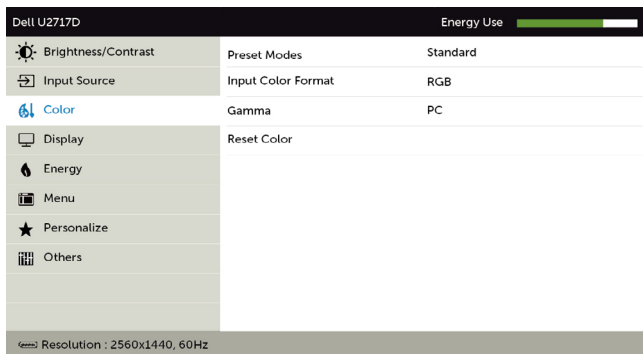 Dell U2717D Energy Use
Brightness/Contrast Preset Modes Standard
Input Source Input Color Format RGB
Color Gamma PC
Display Reset Color
Energy
Menu
Personalize
Others
Resolution : 2560x1440, 60Hz